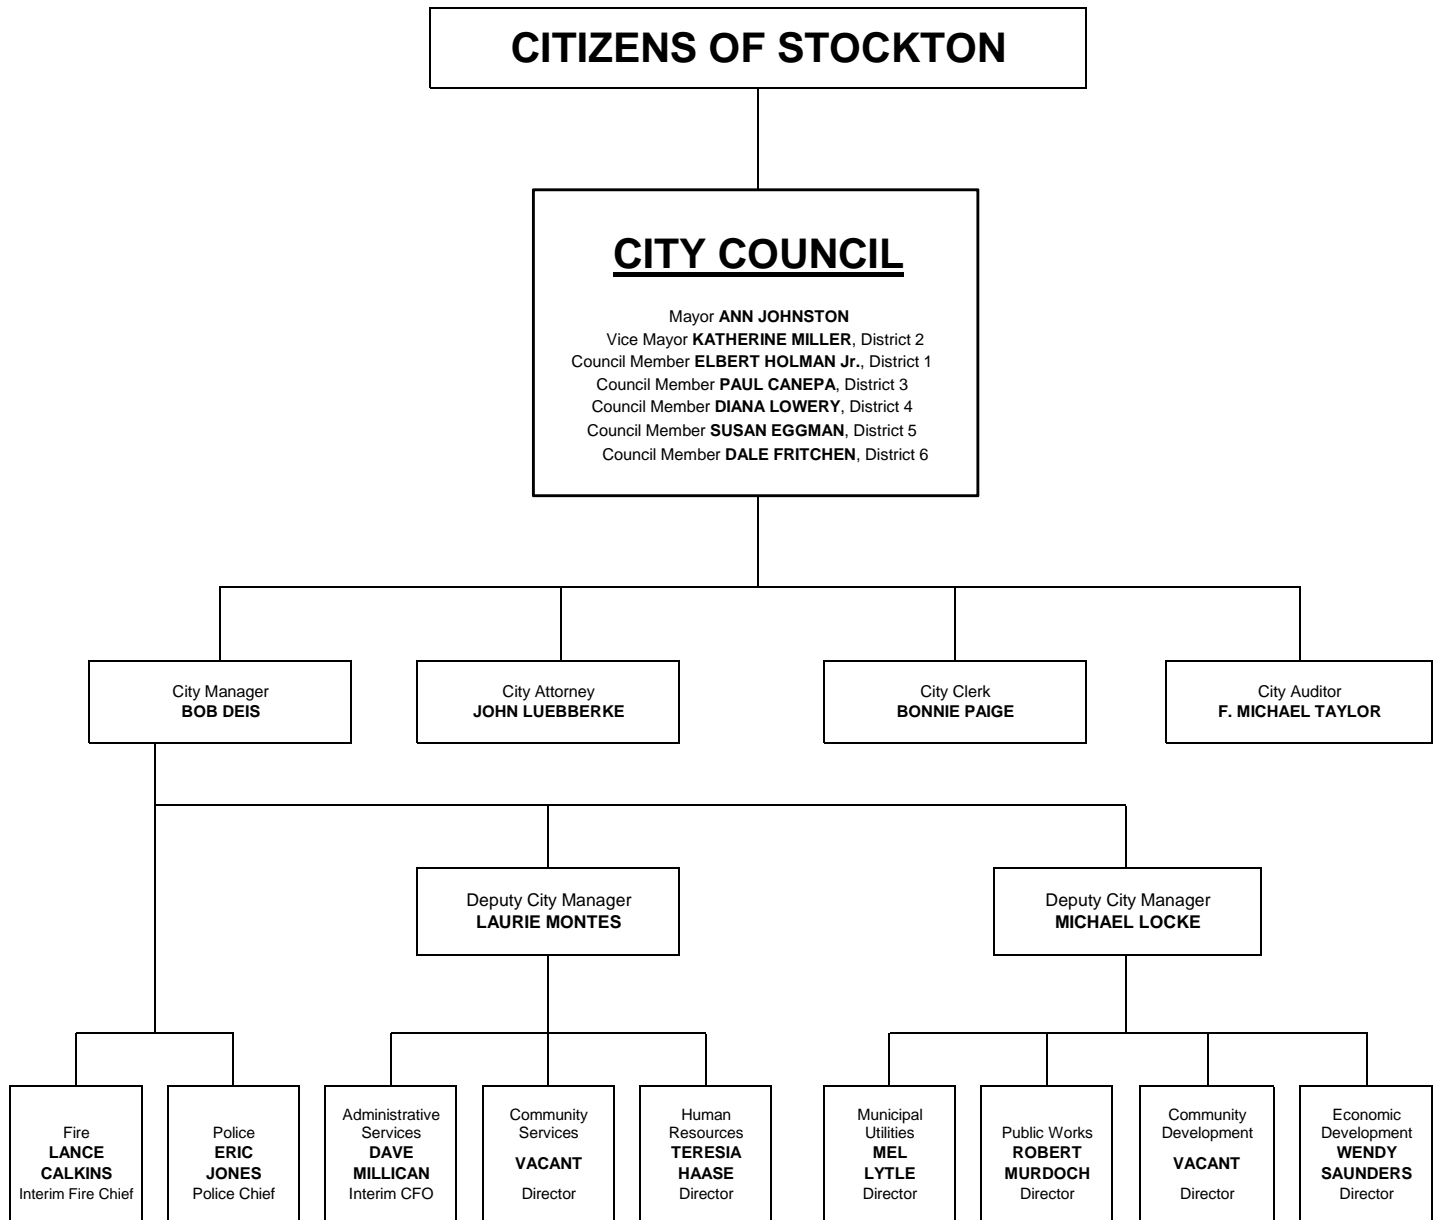 CITIZENS OF STOCKTON
CITY COUNCIL
Mayor ANN JOHNSTON
Vice Mayor KATHERINE MILLER, District 2
Council Member ELBERT HOLMAN Jr., District 1
Council Member PAUL CANEPA, District 3
Council Member DIANA LOWERY, District 4
Council Member SUSAN EGGMAN, District 5
Council Member DALE FRITCHEN, District 6
City Manager
BOB DEIS
City Attorney
JOHN LUEBBERKE
City Clerk
BONNIE PAIGE
City Auditor
F. MICHAEL TAYLOR
Deputy City Manager
LAURIE MONTES
Deputy City Manager
MICHAEL LOCKE
Fire
LANCE
CALKINS
Interim Fire Chief
Police
ERIC
JONES
Police Chief
Administrative
Services
DAVE
MILLICAN
Interim CFO
Community
Services
VACANT
Director
Human
Resources
TERESIA
HAASE
Director
Municipal
Utilities
MEL
LYTLE
Director
Public Works
ROBERT
MURDOCH
Director
Community
Development
VACANT
Director
Economic
Development
WENDY
SAUNDERS
Director